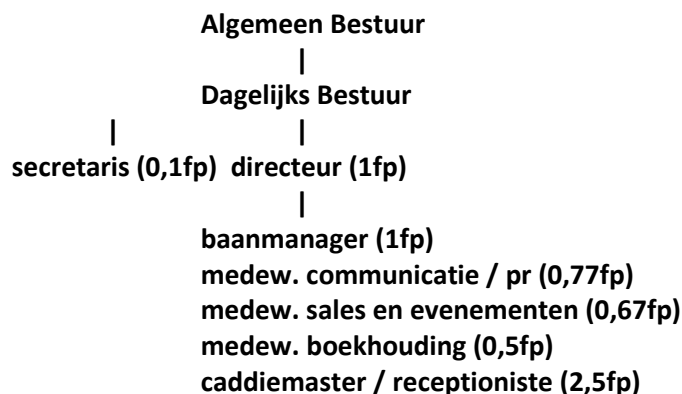 Algemeen Bestuur
|
Dagelijks Bestuur
| |
secretaris (0,1fp) directeur (1fp)
|
baanmanager (1fp)
medew. communicatie / pr (0,77fp)
medew. sales en evenementen (0,67fp)
medew. boekhouding (0,5fp)
caddiemaster / receptioniste (2,5fp)